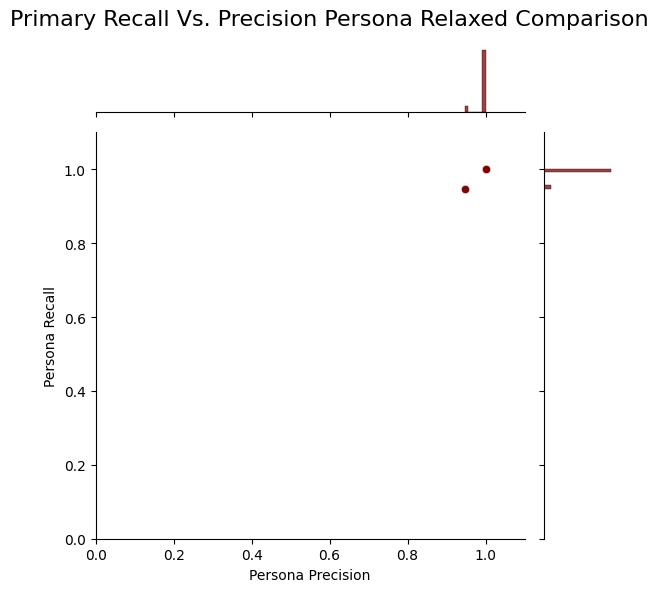 Primary Recall Vs. Precision Persona Relaxed Comparison
1.0
0.8
0.6
0.4
0.2
0.0
Persona Recall
0.0 0.2 0.4 0.6 0.8 1.0
Persona Precision